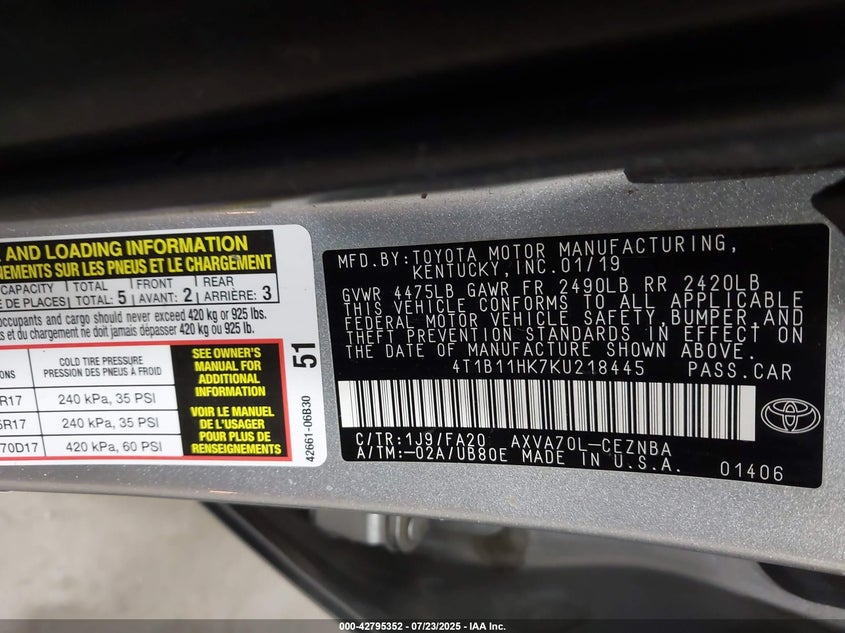 E AND LOADING INFORMATION
NEMENTS SUR LES PNEUS ET LE CHARGEMENT
CAPACITY TOTAL FRONT REAR
E DE PLACES TOTAL: 5 AVANT: 2 ARRIÈRE: 3
occupants and cargo should never exceed 420 kg or 925 lbs.
s et du chargement ne doit jamais dépasser 420 kg ou 925 lb.
ONS COLD TIRE PRESSURE
PRESSION DES PNEUS À FROID
R17 240 kPa, 35 PSI
5R17 240 kPa, 35 PSI
70D17 420 kPa, 60 PSI
SEE OWNER'S
MANUAL FOR
ADDITIONAL
INFORMATION
VOIR LE MANUEL
DE L'USAGER
POUR PLUS DE
RENSEIGNEMENTS
51
42661-06B30
MFD.BY:TOYOTA MOTOR MANUFACTURING,
KENTUCKY, INC.01/19
GVWR 4475LB GAWR FR 2490LB RR 2420LB
THIS VEHICLE CONFORMS TO ALL APPLICABLE
FEDERAL MOTOR VEHICLE SAFETY, BUMPER,AND
THEFT PREVENTION STANDARDS IN EFFECT ON
THE DATE OF MANUFACTURE SHOWN ABOVE.
4T1B11HK7KU218445 PASS.CAR
C/TR:1J9/FA20 AXVA70L-CEZNBA
A/TM:-02A/UB80E MADE IN U.S.A. 01406
000-42795352 - 07/23/2025 - IAA Inc.